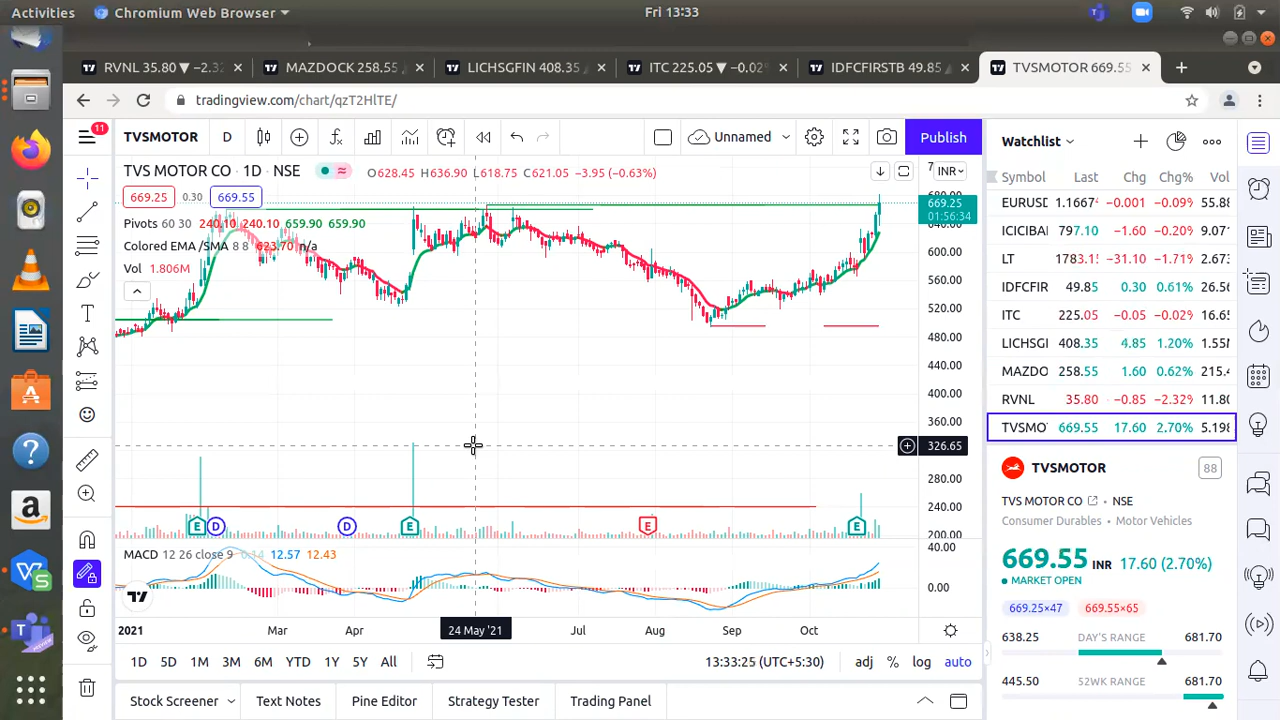 Activities
Chromium Web Browser
Fri 13:33
RVNL 35.80 ▼ −2.32
MAZDOCK 258.55
LICHSGFIN 408.35
ITC 225.05 ▼ −0.02%
IDFCFIRSTB 49.85
TVSMOTOR 669.55
tradingview.com/chart/qzT2HlTE/
11
TVSMOTOR
D
Unnamed
Publish
TVS MOTOR CO · 1D · NSE
O628.45 H636.90 L618.75 C621.05 −3.95 (−0.63%)
INR
669.25 0.30 669.55
Pivots 60 30 240.10 240.10 659.90 659.90
Colored EMA /SMA 8 8 623.70 n/a
Vol 1.806M
680.00
669.25
01:56:34
640.00
600.00
560.00
520.00
480.00
440.00
400.00
360.00
326.65
280.00
240.00
200.00
E D D E E E
MACD 12 26 close 9 0.14 12.57 12.43
40.00
0.00
2021 Mar Apr 24 May '21 Jul Aug Sep Oct
1D 5D 1M 3M 6M YTD 1Y 5Y All
13:33:25 (UTC+5:30) adj % log auto
Stock Screener Text Notes Pine Editor Strategy Tester Trading Panel
Watchlist
Symbol Last Chg Chg% Vol
EURUSD 1.1667 −0.001 −0.09% 55.88
ICICIBAI 797.10 −1.60 −0.20% 9.07
LT 1783.1 −31.10 −1.71% 2.673
IDFCFIR 49.85 0.30 0.61% 26.56
ITC 225.05 −0.05 −0.02% 16.65
LICHSGI 408.35 4.85 1.20% 1.55
MAZDO 258.55 1.60 0.62% 215.4
RVNL 35.80 −0.85 −2.32% 11.80
TVSMO 669.55 17.60 2.70% 5.198
TVSMOTOR
88
TVS MOTOR CO · NSE
Consumer Durables · Motor Vehicles
669.55 INR 17.60 (2.70%)
MARKET OPEN
669.25×47 669.55×65
638.25 DAY'S RANGE 681.70
445.50 52WK RANGE 681.70